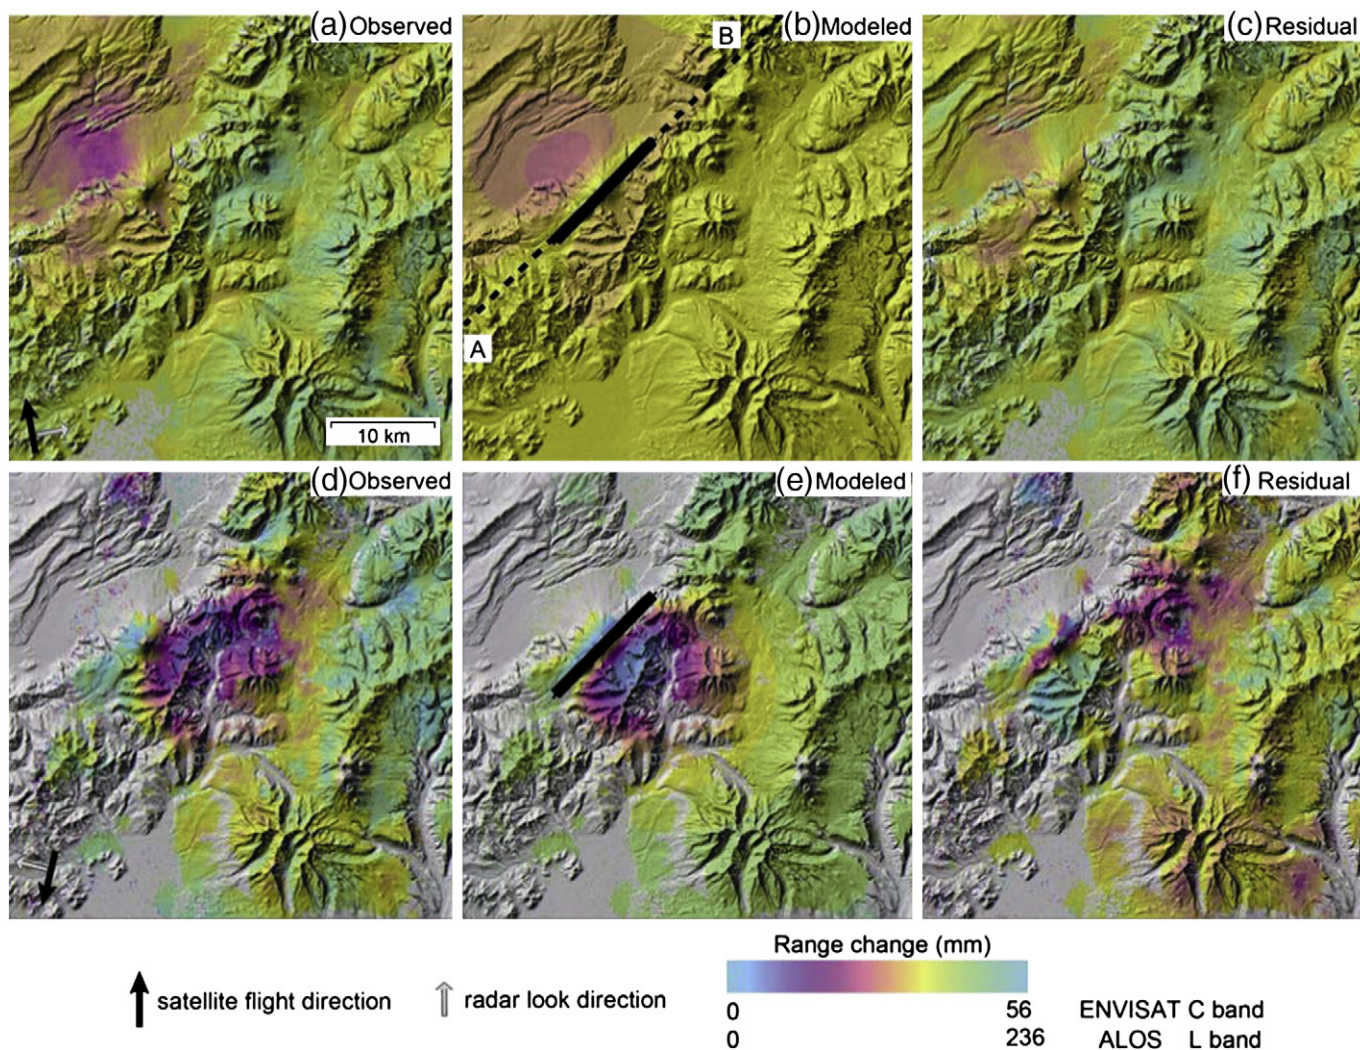 (a) Observed
B
(b) Modeled
(c) Residual
A
10 km
(d) Observed
(e) Modeled
(f) Residual
Range change (mm)
satellite flight direction
radar look direction
0 56 ENVISAT C band
0 236 ALOS L band